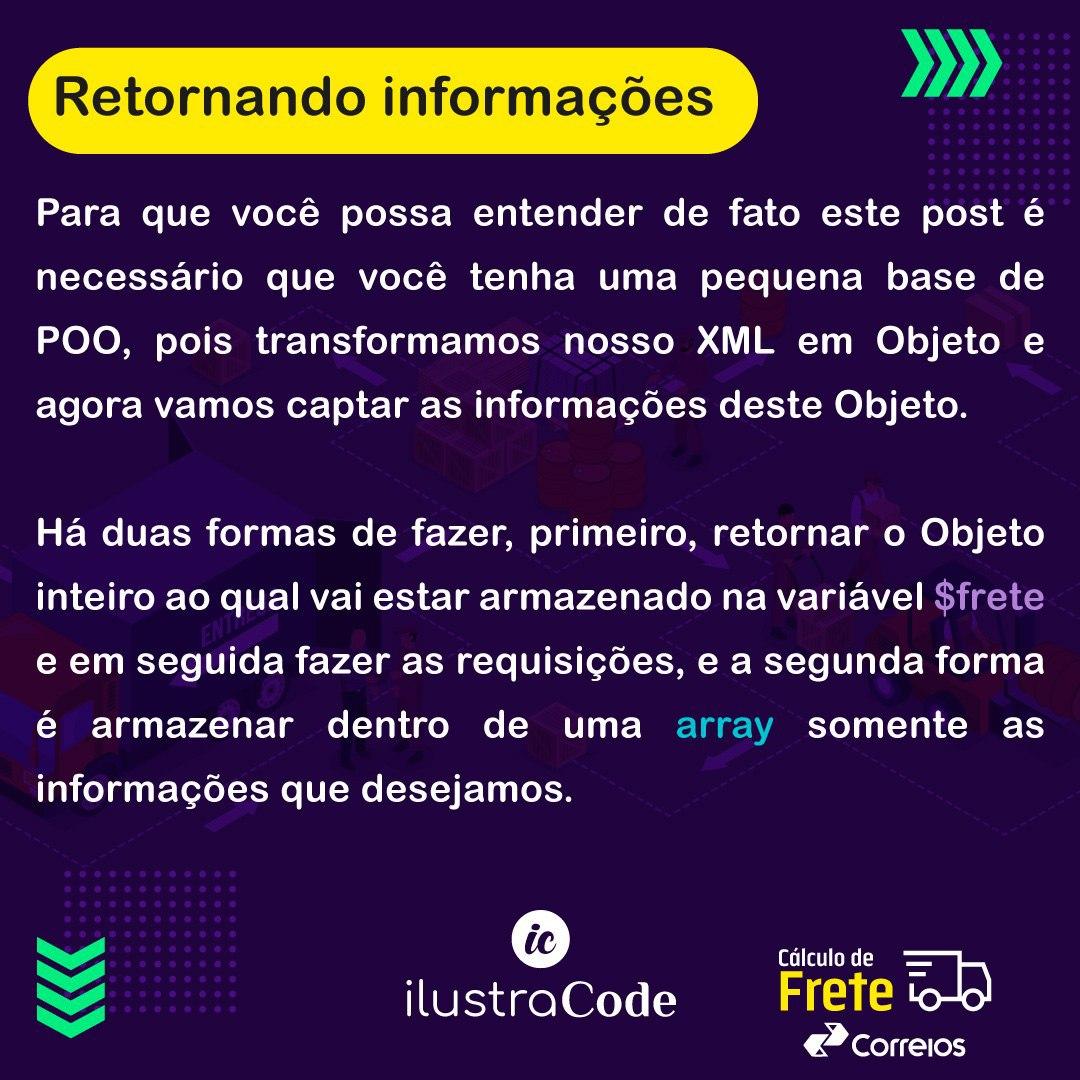 Retornando informações
Para que você possa entender de fato este post é
necessário que você tenha uma pequena base de
POO, pois transformamos nosso XML em Objeto e
agora vamos captar as informações deste Objeto.
Há duas formas de fazer, primeiro, retornar o Objeto
inteiro ao qual vai estar armazenado na variável $frete
e em seguida fazer as requisições, e a segunda forma
é armazenar dentro de uma array somente as
informações que desejamos.
ic
ilustraCode
Cálculo de
Frete
Correios